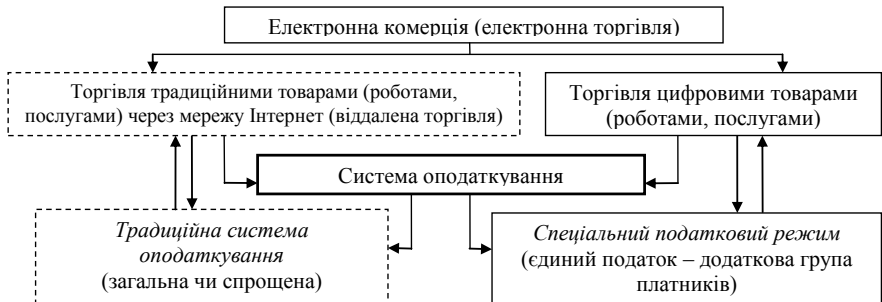 Електронна комерція (електронна торгівля)
Торгівля традиційними товарами (роботами,
послугами) через мережу Інтернет (віддалена торгівля)
Торгівля цифровими товарами
(роботами, послугами)
Система оподаткування
Традиційна система
оподаткування
(загальна чи спрощена)
Спеціальний податковий режим
(єдиний податок – додаткова група
платників)